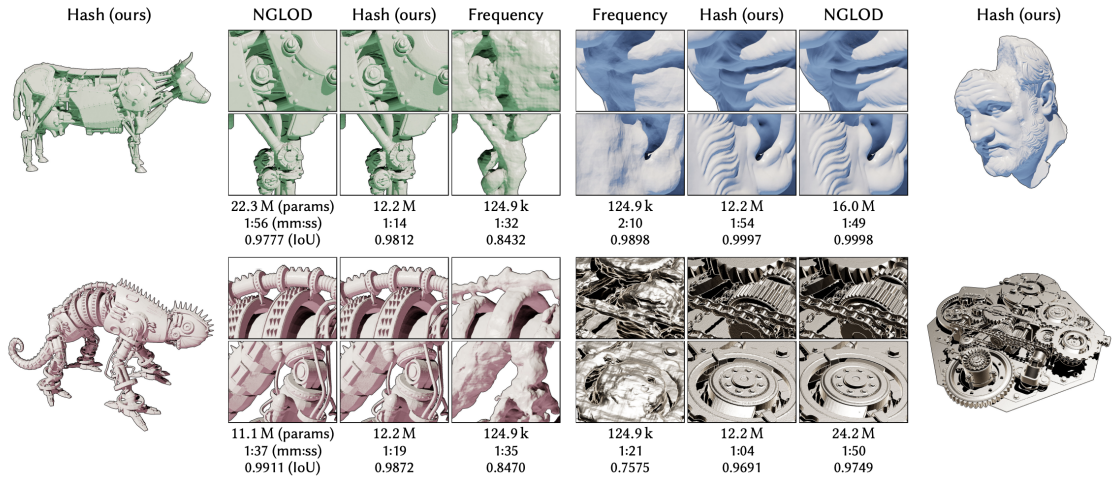 Hash (ours) NGLOD Hash (ours) Frequency Frequency Hash (ours) NGLOD Hash (ours)
22.3 M (params) 12.2 M 124.9 k 124.9 k 12.2 M 16.0 M
1:56 (mm:ss) 1:14 1:32 2:10 1:54 1:49
0.9777 (IoU) 0.9812 0.8432 0.9898 0.9997 0.9998
11.1 M (params) 12.2 M 124.9 k 124.9 k 12.2 M 24.2 M
1:37 (mm:ss) 1:19 1:35 1:21 1:04 1:50
0.9911 (IoU) 0.9872 0.8470 0.7575 0.9691 0.9749